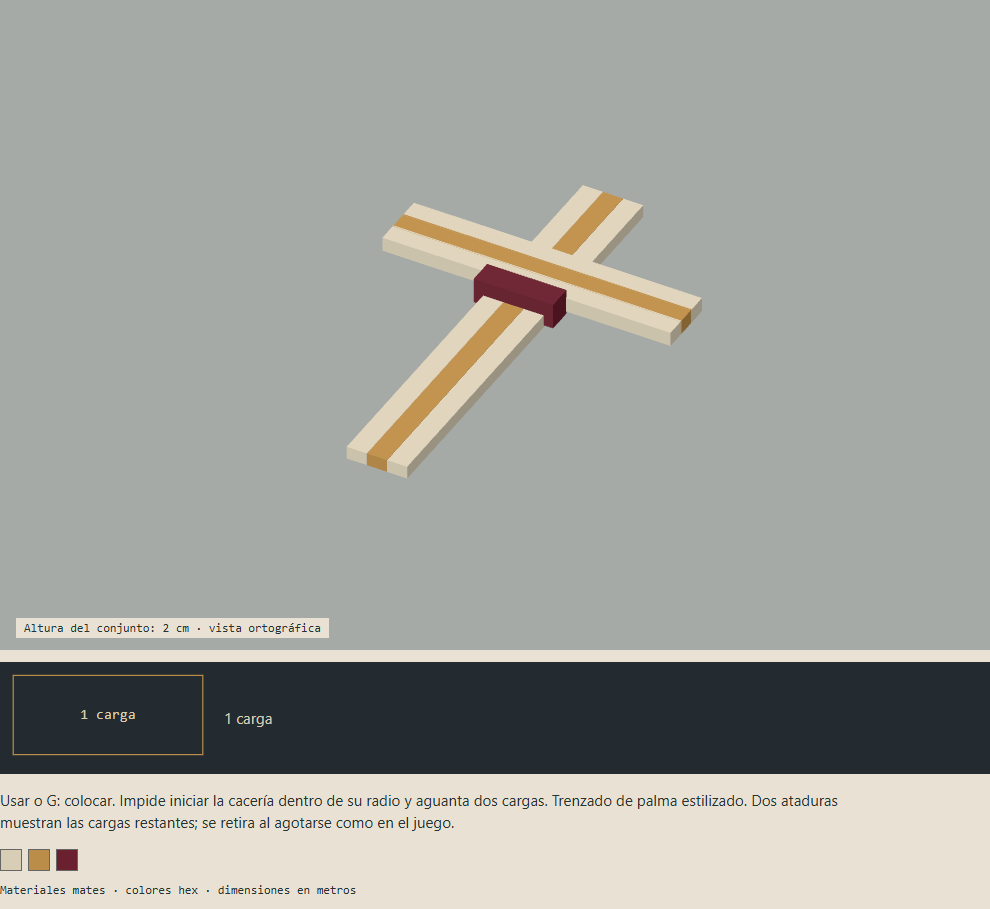 Altura del conjunto: 2 cm · vista ortográfica
1 carga
1 carga
Usar o G: colocar. Impide iniciar la cacería dentro de su radio y aguanta dos cargas. Trenzado de palma estilizado. Dos ataduras
muestran las cargas restantes; se retira al agotarse como en el juego.
Materiales mates · colores hex · dimensiones en metros